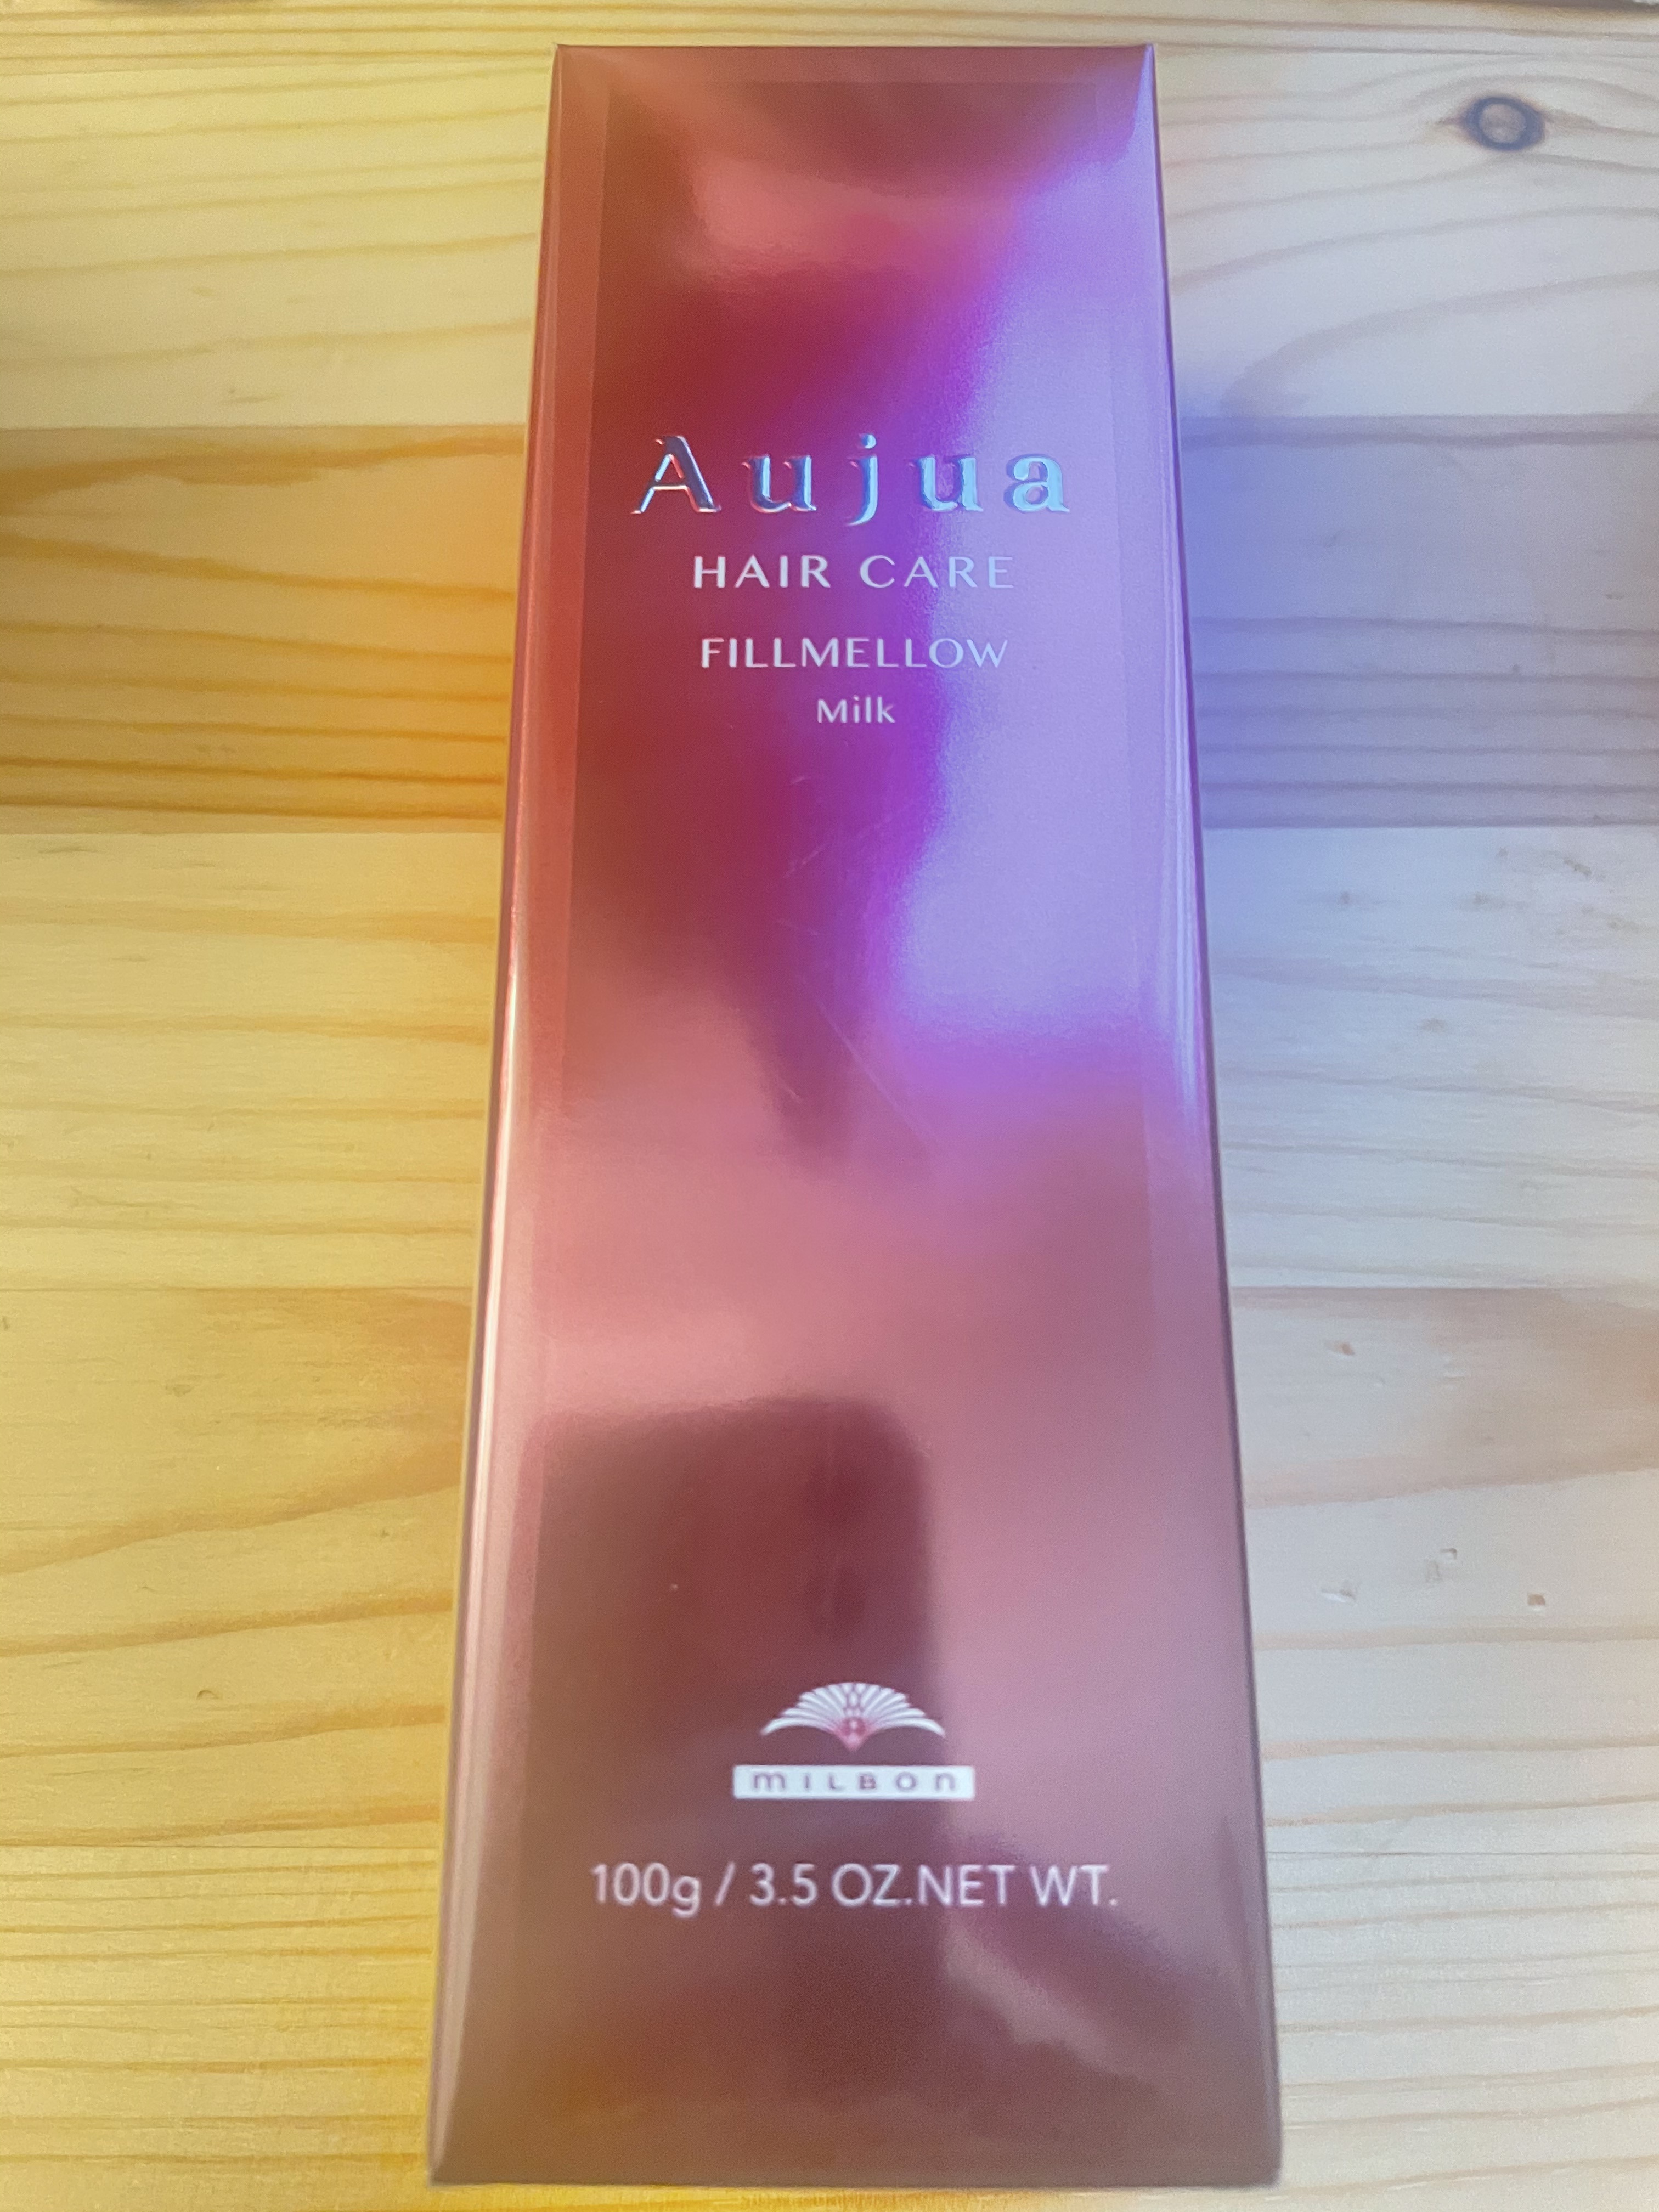 Aujua
HAIR CARE
FILLMELLOW
Milk
MILBON
100g / 3.5 OZ.NET WT.